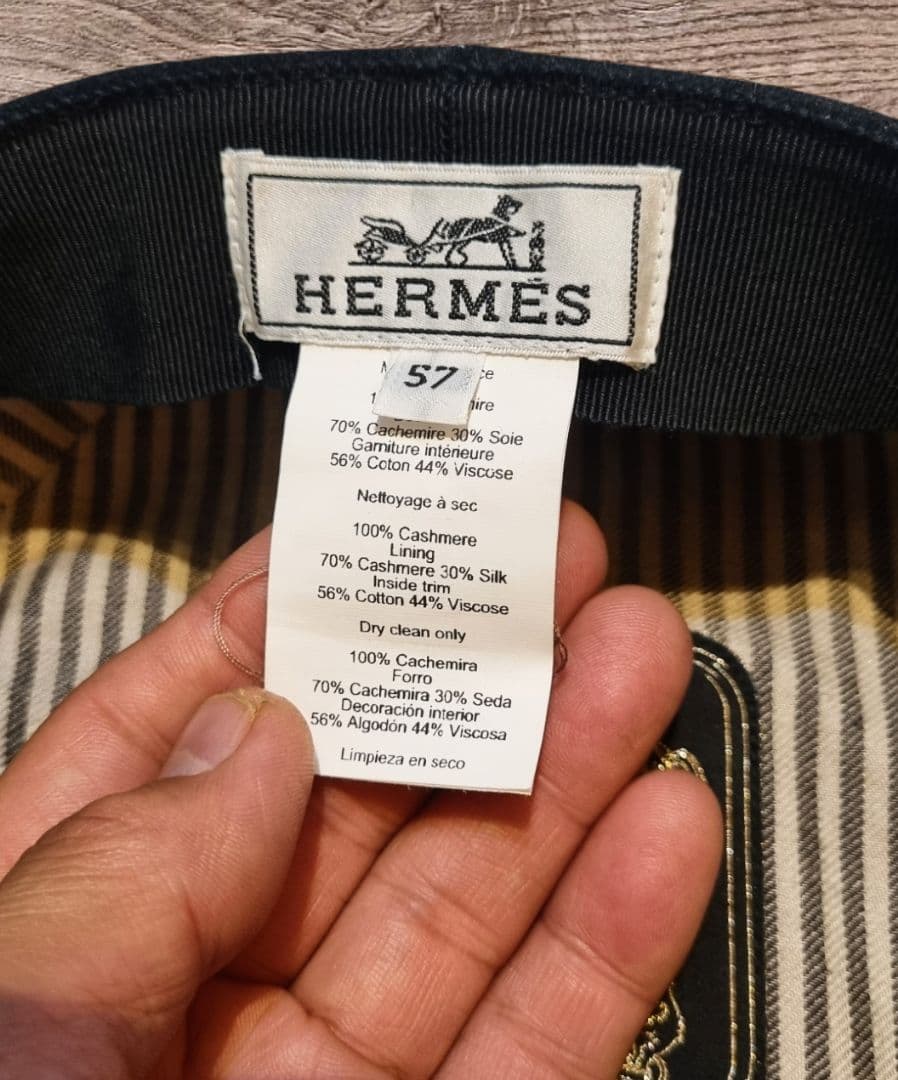 HERMÈS
57
70% Cachemire 30% Soie
Garniture intérieure
56% Coton 44% Viscose
Nettoyage à sec
100% Cashmere
Lining
70% Cashmere 30% Silk
Inside trim
56% Cotton 44% Viscose
Dry clean only
100% Cachemira
Forro
70% Cachemira 30% Seda
Decoración interior
56% Algodón 44% Viscosa
Limpieza en seco